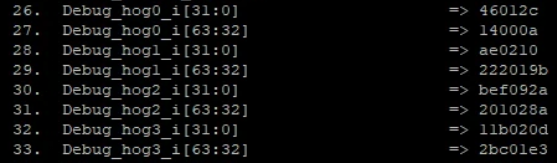 26. Debug_hog0_i[31:0] => 46012c
27. Debug_hog0_i[63:32] => 14000a
28. Debug_hog1_i[31:0] => ae0210
29. Debug_hog1_i[63:32] => 222019b
30. Debug_hog2_i[31:0] => bef092a
31. Debug_hog2_i[63:32] => 201028a
32. Debug_hog3_i[31:0] => 11b020d
33. Debug_hog3_i[63:32] => 2bc01e3